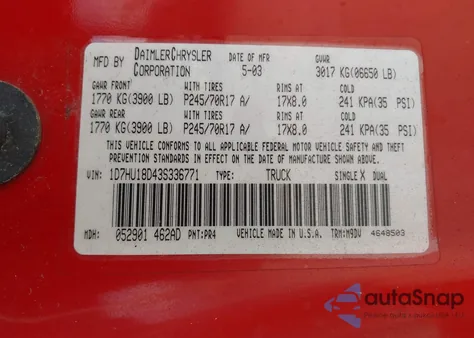 MFD BY DAIMLERCHRYSLER CORPORATION DATE OF MFR 5-03 GVWR 3017 KG(06650 LB)
GAWR FRONT WITH TIRES RIMS AT COLD
1770 KG(3900 LB) P245/70R17 A/ 17X8.0 241 KPA(35 PSI)
GAWR REAR WITH TIRES RIMS AT COLD
1770 KG(3900 LB) P245/70R17 A/ 17X8.0 241 KPA(35 PSI)
THIS VEHICLE CONFORMS TO ALL APPLICABLE FEDERAL MOTOR VEHICLE SAFETY, BUMPER AND THEFT
PREVENTION STANDARDS IN EFFECT ON THE DATE OF MANUFACTURE SHOWN ABOVE.
VIN: 1D7HU18D43S336771 TYPE: TRUCK SINGLE X DUAL
MDH: 052901 462AD PNT:PR4 VEHICLE MADE IN U.S.A. TRM:M9DV 4648503
autoSnap